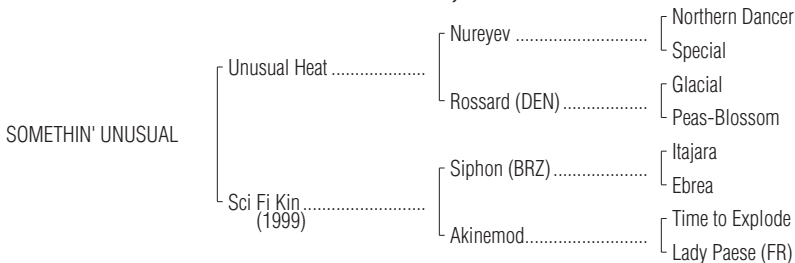 SOMETHIN' UNUSUAL
Unusual Heat ....................
Sci Fi Kin ..........................
(1999)
Nureyev ............................
Rossard (DEN) ..................
Siphon (BRZ) ....................
Akinemod..........................
Northern Dancer
Special
Glacial
Peas-Blossom
Itajara
Ebrea
Time to Explode
Lady Paese (FR)